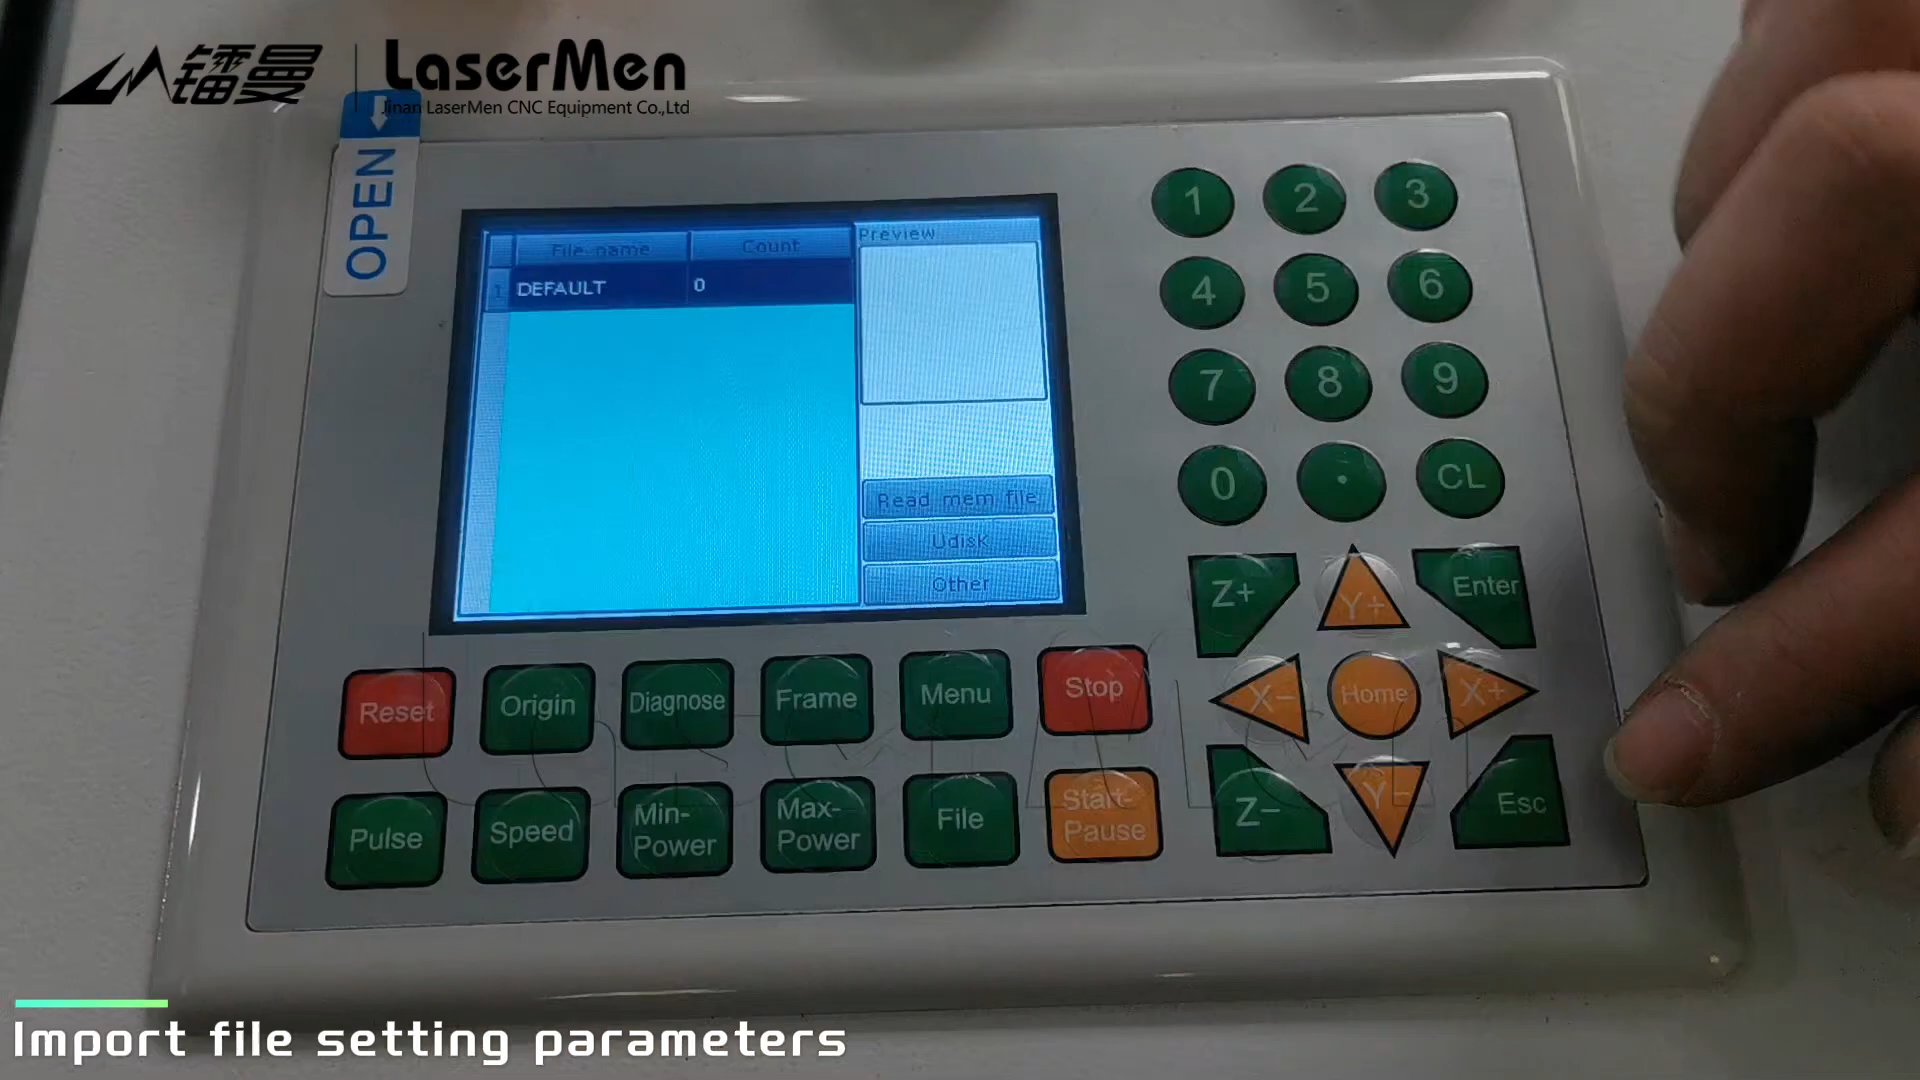 镭曼
LaserMen
Jinan LaserMen CNC Equipment Co.,Ltd
OPEN
File name
Count
Preview
1
DEFAULT
0
Read mem file
Udisk
Other
1
2
3
4
5
6
7
8
9
0
.
CL
Z+
Y+
Enter
X-
Home
X+
Z-
Y-
Esc
Reset
Origin
Diagnose
Frame
Menu
Stop
Pulse
Speed
Min-
Power
Max-
Power
File
Start-
Pause
Import file setting parameters